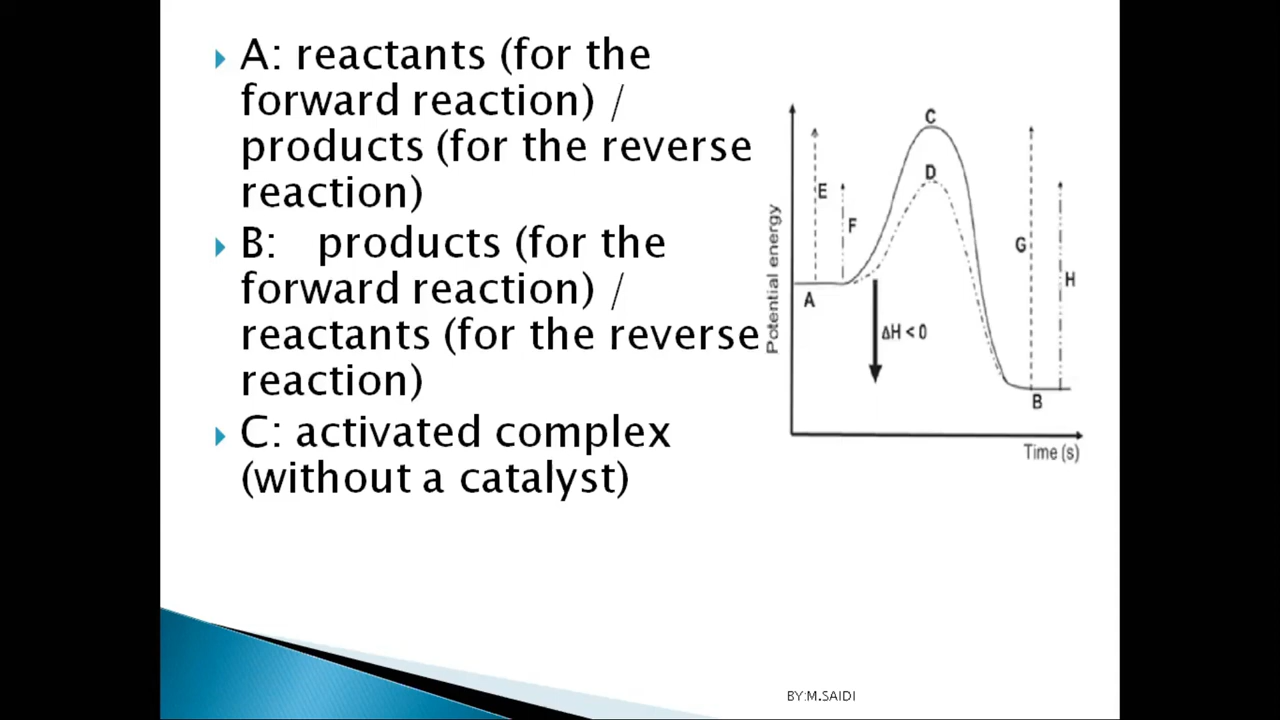 A: reactants (for the
forward reaction) /
products (for the reverse
reaction)
B: products (for the
forward reaction) /
reactants (for the reverse
reaction)
C: activated complex
(without a catalyst)
Potential energy
C
D
E
F
G
H
A
ΔH < 0
B
Time (s)
BY:M.SAIDI